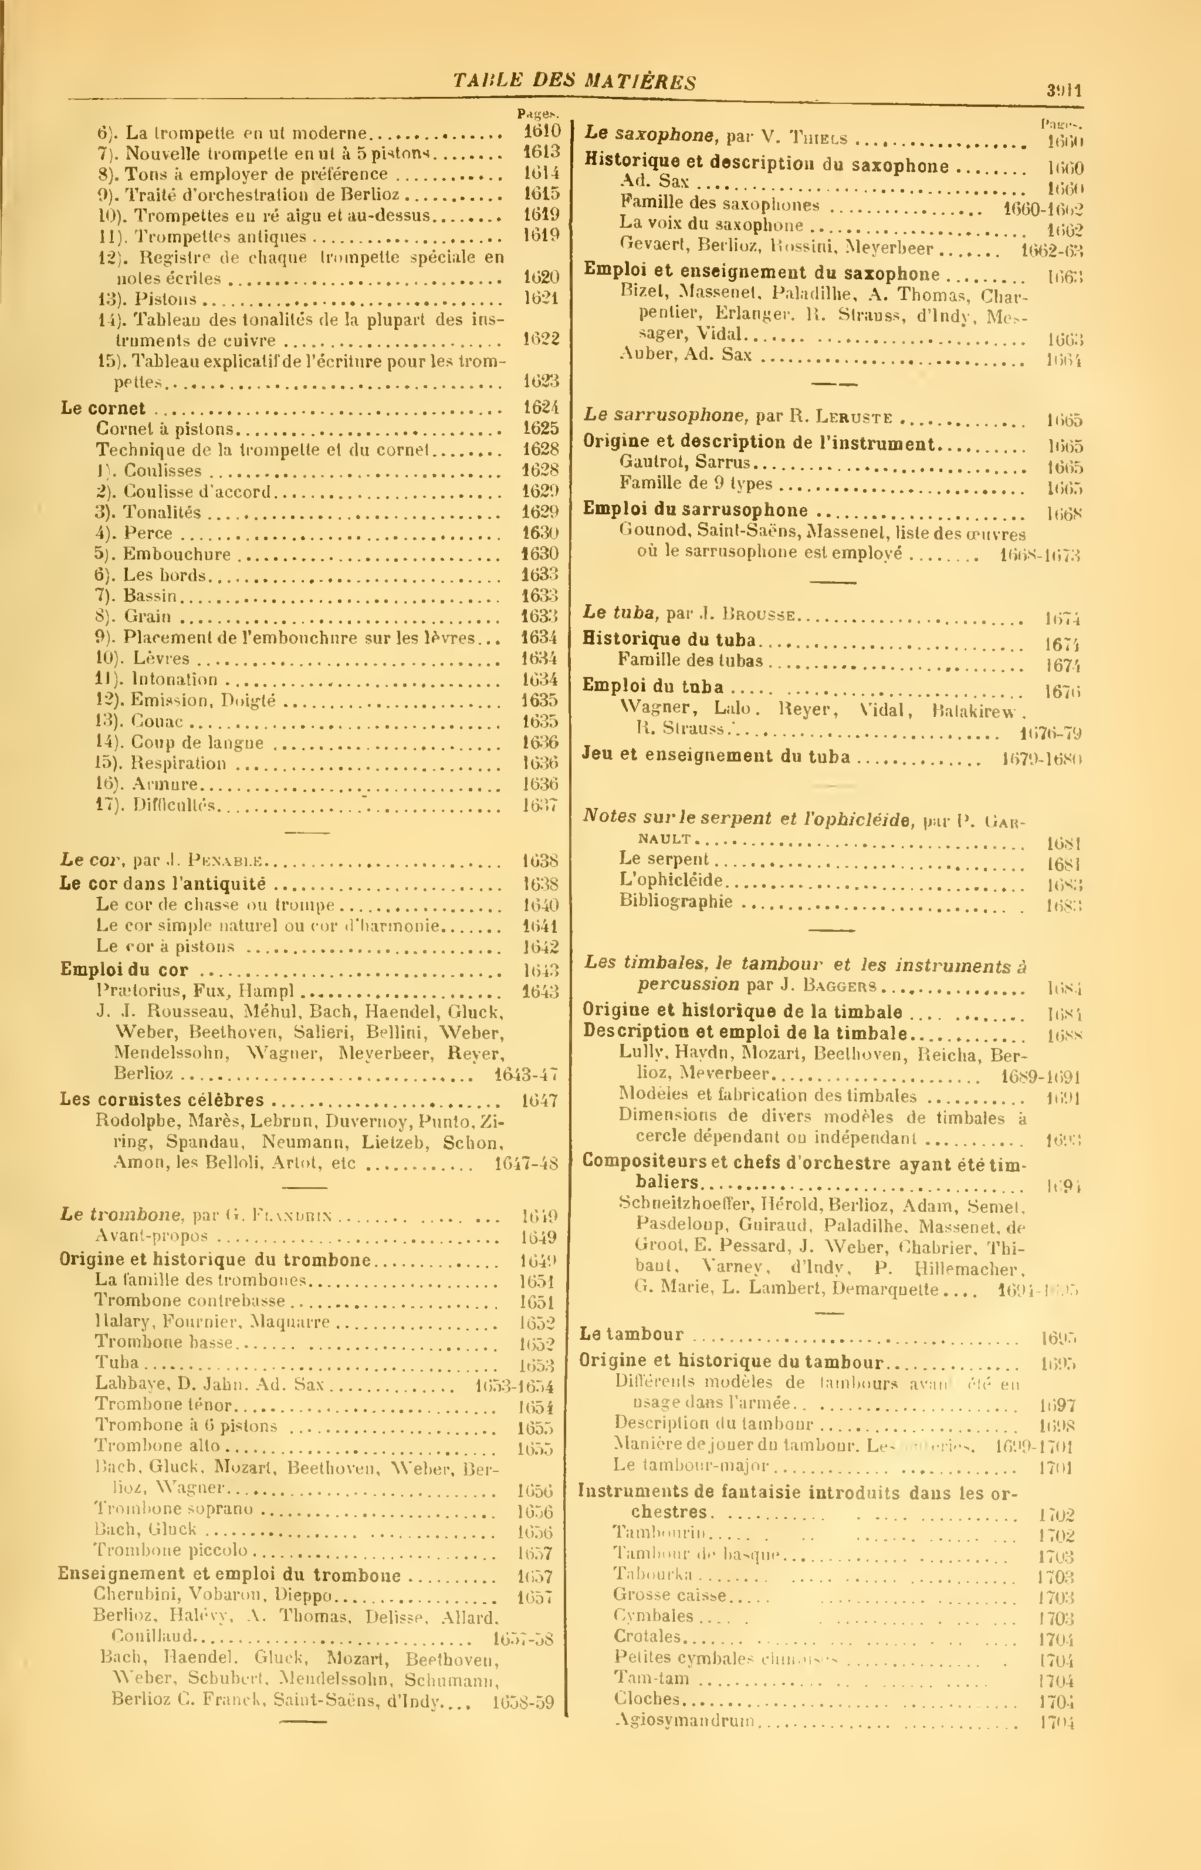 TABLE DES MATIÈRES
Pages.
6). La trompette en ut moderne................ 1610
7). Nouvelle trompette en ut à 5 pistons........ 1613
8). Tons à employer de préférence ............ 1614
9). Traité d'orchestration de Berlioz............ 1615
10). Trompettes en ré aigu et au-dessus........ 1619
11). Trompettes antiques .................... 1619
12). Registre de chaque trompette spéciale en
notes écrites .......................... 1620
13). Pistons.............................. 1621
14). Tableau des tonalités de la plupart des ins-
truments de cuivre ...................... 1622
15). Tableau explicatif de l'écriture pour les trom-
pettes.................................. 1623
Le cornet .................................. 1624
Cornet à pistons.......................... 1625
Technique de la trompette et du cornet........ 1628
1). Coulisses ............................ 1628
2). Coulisse d'accord...................... 1629
3). Tonalités ............................ 1629
4). Perce ................................ 1630
5). Embouchure .......................... 1630
6). Les bords............................ 1633
7). Bassin................................ 1633
8). Grain ................................ 1633
9). Placement de l'embouchure sur les lèvres... 1634
10). Lèvres .............................. 1634
11). Intonation .......................... 1634
12). Emission, Doigté .................... 1635
13). Couac .............................. 1635
14). Coup de langue ...................... 1636
15). Respiration .......................... 1636
16). Armure.............................. 1636
17). Difficultés............................ 1637
Le cor, par J. PENABLE...................... 1638
Le cor dans l'antiquité ...................... 1638
Le cor de chasse ou trompe.................. 1640
Le cor simple naturel ou cor d'harmonie....... 1641
Le cor à pistons .......................... 1642
Emploi du cor .............................. 1643
Prætorius, Fux, Hampl .................... 1643
J. J. Rousseau, Méhul, Bach, Haendel, Gluck,
Weber, Beethoven, Salieri, Bellini, Weber,
Mendelssohn, Wagner, Meyerbeer, Reyer,
Berlioz .............................. 1643-47
Les cornistes célèbres ...................... 1647
Rodolphe, Marès, Lebrun, Duvernoy, Punto, Zi-
ring, Spandau, Neumann, Lietzeb, Schon,
Amon, les Belloli, Artot, etc ............ 1647-48
Le trombone, par G. FLANDRIN................ 1649
Avant-propos ............................ 1649
Origine et historique du trombone............ 1649
La famille des trombones.................. 1651
Trombone contrebasse .................... 1651
Halary, Fournier, Maquarre ................ 1652
Trombone basse.......................... 1652
Tuba .................................... 1653
Labbaye, D. Jahn. Ad. Sax.............. 1653-1654
Trombone ténor.......................... 1654
Trombone à 6 pistons .................... 1655
Trombone alto............................ 1655
Bach, Gluck, Mozart, Beethoven, Weber, Ber-
lioz, Wagner............................ 1656
Trombone soprano ........................ 1656
Bach, Gluck .............................. 1656
Trombone piccolo........................ 1657
Enseignement et emploi du trombone .......... 1657
Cherubini, Vobaron, Dieppo................ 1657
Berlioz, Halévy, A. Thomas, Delisse, Allard,
Couillaud............................ 1657-58
Bach, Haendel, Gluck, Mozart, Beethoven,
Weber, Schubert, Mendelssohn, Schumann,
Berlioz C. Franck, Saint-Saëns, d'Indy.... 1658-59
3911
Pages.
Le saxophone, par V. THIELS .................. 1660
Historique et description du saxophone ........ 1660
Ad. Sax .................................. 1660
Famille des saxophones ................ 1660-1662
La voix du saxophone ...................... 1662
Gevaert, Berlioz, Rossini, Meyerbeer ....... 1662-63
Emploi et enseignement du saxophone ........ 1663
Bizet, Massenet, Paladilhe, A. Thomas, Char-
pentier, Erlanger, R. Strauss, d'Indy, Mes-
sager, Vidal............................ 1663
Auber, Ad. Sax .......................... 1664
Le sarrusophone, par R. LERUSTE .............. 1665
Origine et description de l'instrument.......... 1665
Gautrot, Sarrus............................ 1665
Famille de 9 types ........................ 1665
Emploi du sarrusophone ...................... 1668
Gounod, Saint-Saëns, Massenet, liste des œuvres
où le sarrusophone est employé ........ 1668-1673
Le tuba, par J. BROUSSE........................ 1674
Historique du tuba............................ 1674
Famille des tubas .......................... 1674
Emploi du tuba .............................. 1676
Wagner, Lalo, Reyer, Vidal, Balakirew,
R. Strauss............................ 1676-79
Jeu et enseignement du tuba ............. 1679-1680
Notes sur le serpent et l'ophicléide, par P. GAR-
NAULT.................................... 1681
Le serpent................................ 1681
L'ophicléide.............................. 1683
Bibliographie ............................ 1683
Les timbales, le tambour et les instruments à
percussion par J. BAGGERS.................. 1684
Origine et historique de la timbale ............ 1684
Description et emploi de la timbale............ 1688
Lully, Haydn, Mozart, Beethoven, Reicha, Ber-
lioz, Meyerbeer...................... 1689-1691
Modèles et fabrication des timbales .......... 1691
Dimensions de divers modèles de timbales à
cercle dépendant ou indépendant .......... 1693
Compositeurs et chefs d'orchestre ayant été tim-
baliers.................................... 1694
Schneitzhoeffer, Hérold, Berlioz, Adam, Semet,
Pasdeloup, Guiraud, Paladilhe, Massenet, de
Groot, E. Pessard, J. Weber, Chabrier, Thi-
baut, Varney, d'Indy, P. Hillemacher,
G. Marie, L. Lambert, Demarquette.... 1694-1695
Le tambour .................................. 1695
Origine et historique du tambour.............. 1695
Différents modèles de tambours avant été en
usage dans l'armée........................ 1697
Description du tambour .................... 1698
Manière de jouer du tambour. Les 1699-1701
Le tambour-major.......................... 1701
Instruments de fantaisie introduits dans les or-
chestres.................................. 1702
Tambourin................................ 1702
Tambour de basque........................ 1703
Tabourka ................................ 1703
Grosse caisse.............................. 1703
Cymbales ................................ 1703
Crotales.................................. 1704
Petites cymbales chinoises .................. 1704
Tam-tam ................................ 1704
Cloches.................................. 1704
Agiosymandrum.......................... 1704